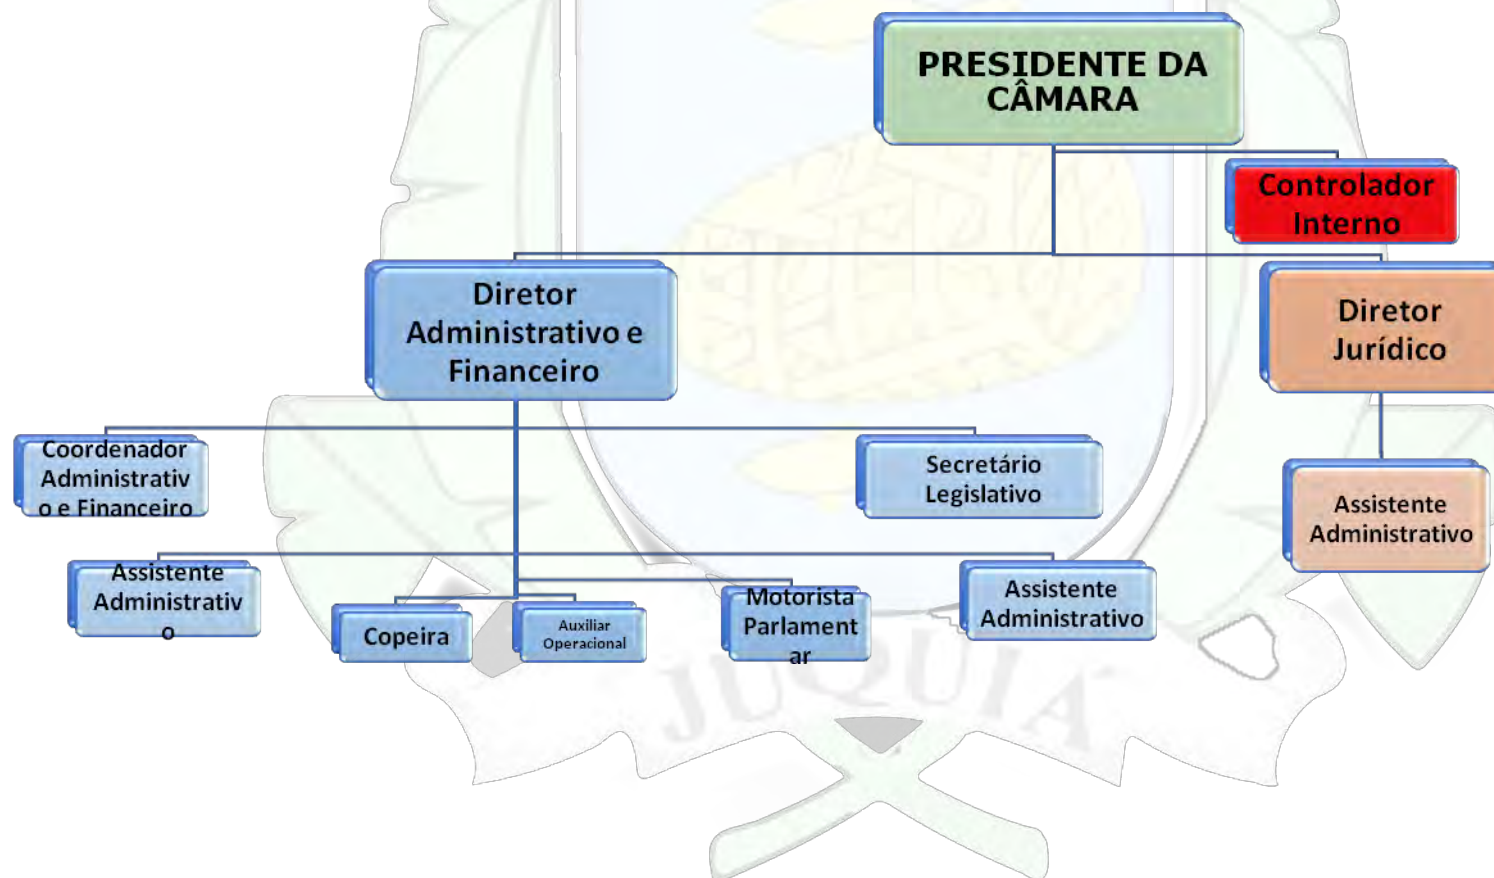 PRESIDENTE DA
CÂMARA
Controlador
Interno
Diretor
Administrativo e
Financeiro
Diretor
Jurídico
Coordenador
Administrativ
o e Financeiro
Secretário
Legislativo
Assistente
Administrativo
Assistente
Administrativ
o
Copeira
Auxiliar
Operacional
Motorista
Parlament
ar
Assistente
Administrativo
JUQUIÁ